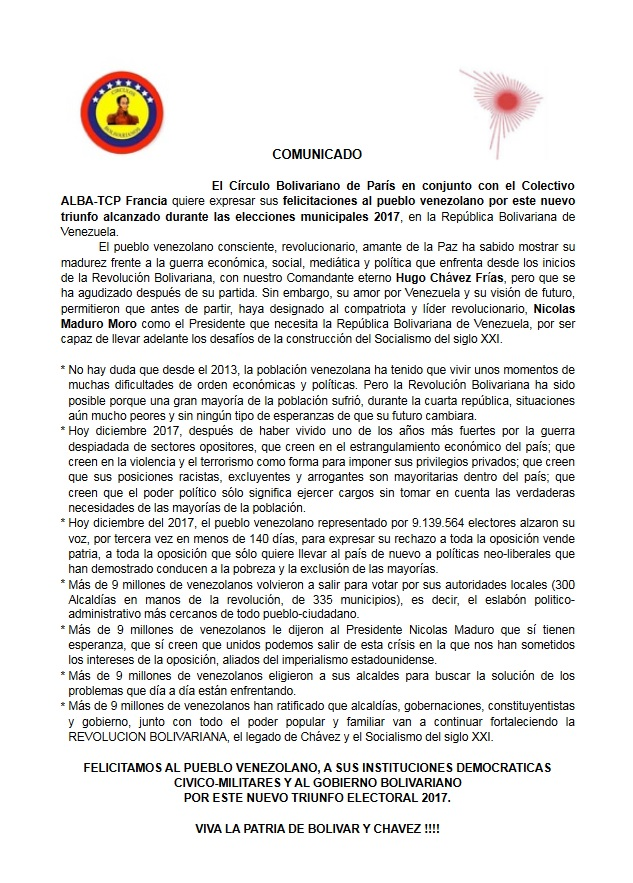 CIRCULOS
BOLIVARIANOS
COMUNICADO
El Círculo Bolivariano de París en conjunto con el Colectivo
ALBA-TCP Francia quiere expresar sus felicitaciones al pueblo venezolano por este nuevo
triunfo alcanzado durante las elecciones municipales 2017, en la República Bolivariana de
Venezuela.
El pueblo venezolano consciente, revolucionario, amante de la Paz ha sabido mostrar su
madurez frente a la guerra económica, social, mediática y política que enfrenta desde los inicios
de la Revolución Bolivariana, con nuestro Comandante eterno Hugo Chávez Frías, pero que se
ha agudizado después de su partida. Sin embargo, su amor por Venezuela y su visión de futuro,
permitieron que antes de partir, haya designado al compatriota y líder revolucionario, Nicolas
Maduro Moro como el Presidente que necesita la República Bolivariana de Venezuela, por ser
capaz de llevar adelante los desafíos de la construcción del Socialismo del siglo XXI.
* No hay duda que desde el 2013, la población venezolana ha tenido que vivir unos momentos de
muchas dificultades de orden económicas y políticas. Pero la Revolución Bolivariana ha sido
posible porque una gran mayoría de la población sufrió, durante la cuarta república, situaciones
aún mucho peores y sin ningún tipo de esperanzas de que su futuro cambiara.
* Hoy diciembre 2017, después de haber vivido uno de los años más fuertes por la guerra
despiadada de sectores opositores, que creen en el estrangulamiento económico del país; que
creen en la violencia y el terrorismo como forma para imponer sus privilegios privados; que creen
que sus posiciones racistas, excluyentes y arrogantes son mayoritarias dentro del país; que
creen que el poder político sólo significa ejercer cargos sin tomar en cuenta las verdaderas
necesidades de las mayorías de la población.
* Hoy diciembre del 2017, el pueblo venezolano representado por 9.139.564 electores alzaron su
voz, por tercera vez en menos de 140 días, para expresar su rechazo a toda la oposición vende
patria, a toda la oposición que sólo quiere llevar al país de nuevo a políticas neo-liberales que
han demostrado conducen a la pobreza y la exclusión de las mayorías.
* Más de 9 millones de venezolanos volvieron a salir para votar por sus autoridades locales (300
Alcaldías en manos de la revolución, de 335 municipios), es decir, el eslabón politico-
administrativo más cercanos de todo pueblo-ciudadano.
* Más de 9 millones de venezolanos le dijeron al Presidente Nicolas Maduro que sí tienen
esperanza, que sí creen que unidos podemos salir de esta crisis en la que nos han sometidos
los intereses de la oposición, aliados del imperialismo estadounidense.
* Más de 9 millones de venezolanos eligieron a sus alcaldes para buscar la solución de los
problemas que día a día están enfrentando.
* Más de 9 millones de venezolanos han ratificado que alcaldías, gobernaciones, constituyentistas
y gobierno, junto con todo el poder popular y familiar van a continuar fortaleciendo la
REVOLUCION BOLIVARIANA, el legado de Chávez y el Socialismo del siglo XXI.
FELICITAMOS AL PUEBLO VENEZOLANO, A SUS INSTITUCIONES DEMOCRATICAS
CIVICO-MILITARES Y AL GOBIERNO BOLIVARIANO
POR ESTE NUEVO TRIUNFO ELECTORAL 2017.
VIVA LA PATRIA DE BOLIVAR Y CHAVEZ !!!!